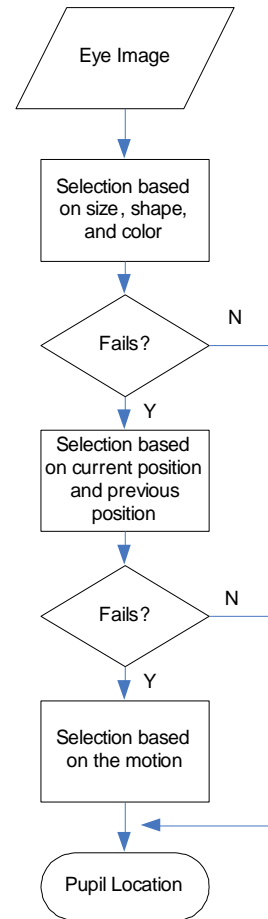 Eye Image
Selection based
on size, shape,
and color
Fails?
N
Y
Selection based
on current position
and previous
position
Fails?
N
Y
Selection based
on the motion
Pupil Location